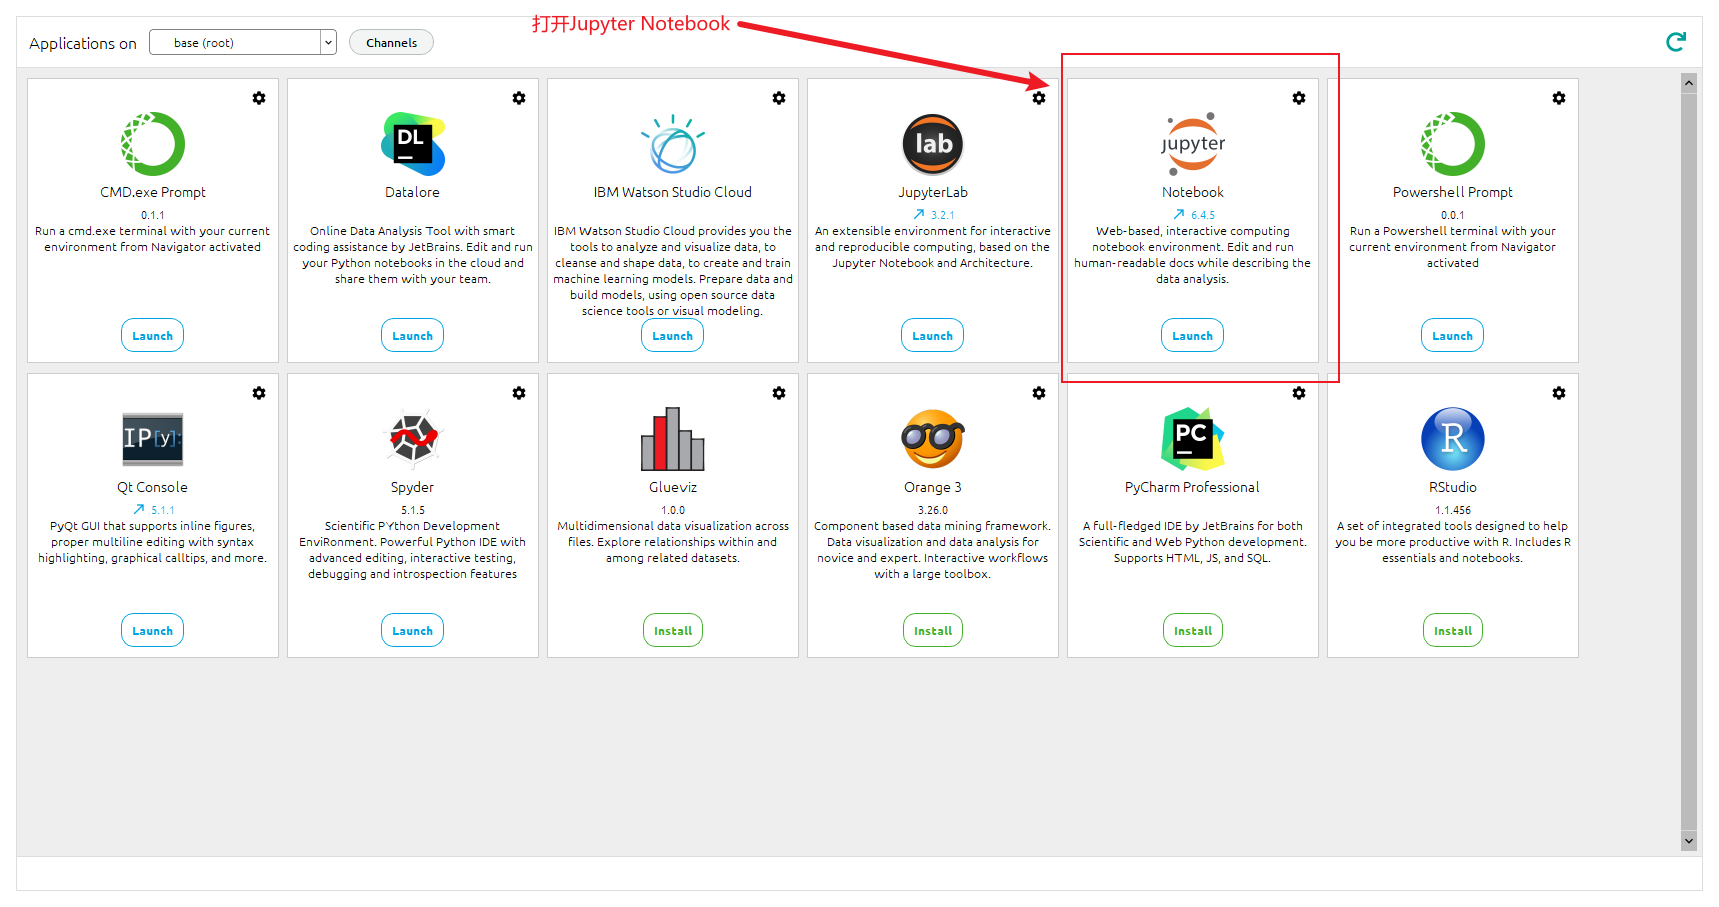 打开Jupyter Notebook
Applications on
base (root)
Channels
CMD.exe Prompt
0.1.1
Run a cmd.exe terminal with your current
environment from Navigator activated
Launch
DL
Datalore
Online Data Analysis Tool with smart
coding assistance by JetBrains. Edit and run
your Python notebooks in the cloud and
share them with your team.
Launch
IBM Watson Studio Cloud
IBM Watson Studio Cloud provides you the
tools to analyze and visualize data, to
cleanse and shape data, to create and train
machine learning models. Prepare data and
build models, using open source data
science tools or visual modeling.
Launch
lab
JupyterLab
3.2.1
An extensible environment for interactive
and reproducible computing, based on the
Jupyter Notebook and Architecture.
Launch
jupyter
Notebook
6.4.5
Web-based, interactive computing
notebook environment. Edit and run
human-readable docs while describing the
data analysis.
Launch
Powershell Prompt
0.0.1
Run a Powershell terminal with your
current environment from Navigator
activated
Launch
IP[y]:
Qt Console
5.1.1
PyQt GUI that supports inline figures,
proper multiline editing with syntax
highlighting, graphical calltips, and more.
Launch
Spyder
5.1.5
Scientific PYthon Development
EnviRonment. Powerful Python IDE with
advanced editing, interactive testing,
debugging and introspection features
Launch
Glueviz
1.0.0
Multidimensional data visualization across
files. Explore relationships within and
among related datasets.
Install
Orange 3
3.26.0
Component based data mining framework.
Data visualization and data analysis for
novice and expert. Interactive workflows
with a large toolbox.
Install
PC
PyCharm Professional
A full-fledged IDE by JetBrains for both
Scientific and Web Python development.
Supports HTML, JS, and SQL.
Install
R
RStudio
1.1.456
A set of integrated tools designed to help
you be more productive with R. Includes R
essentials and notebooks.
Install